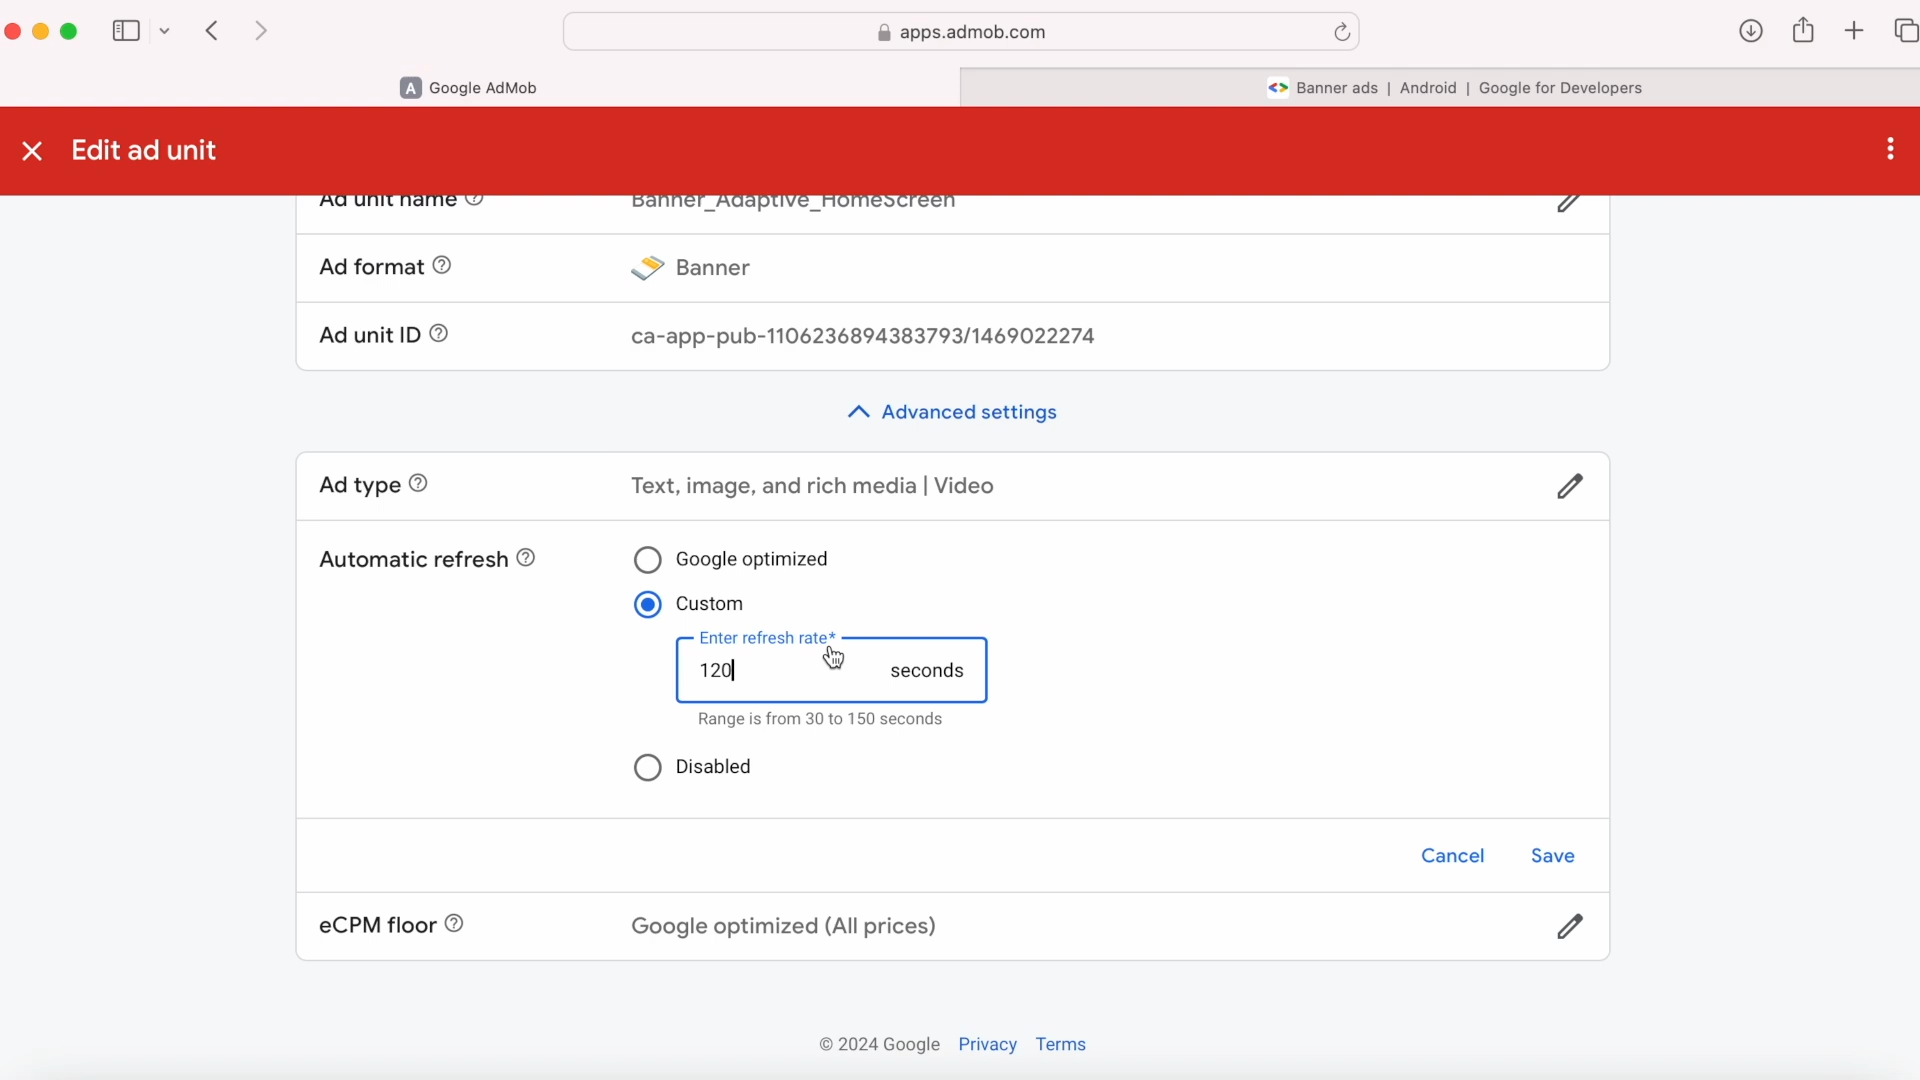 apps.admob.com
A Google AdMob
Banner ads | Android | Google for Developers
Edit ad unit
Ad unit name Banner_Adaptive_HomeScreen
Ad format Banner
Ad unit ID ca-app-pub-1106236894383793/1469022274
Advanced settings
Ad type Text, image, and rich media | Video
Automatic refresh Google optimized
Custom
Enter refresh rate*
120 seconds
Range is from 30 to 150 seconds
Disabled
Cancel Save
eCPM floor Google optimized (All prices)
© 2024 Google Privacy Terms